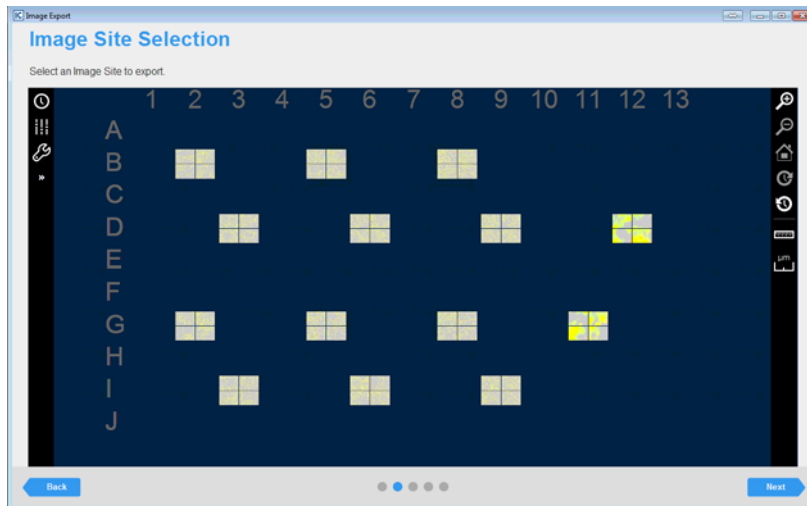 Image Export
Image Site Selection
Select an Image Site to export.
1 2 3 4 5 6 7 8 9 10 11 12 13
A
B
C
D
E
F
G
H
I
J
»
µm
Back
Next